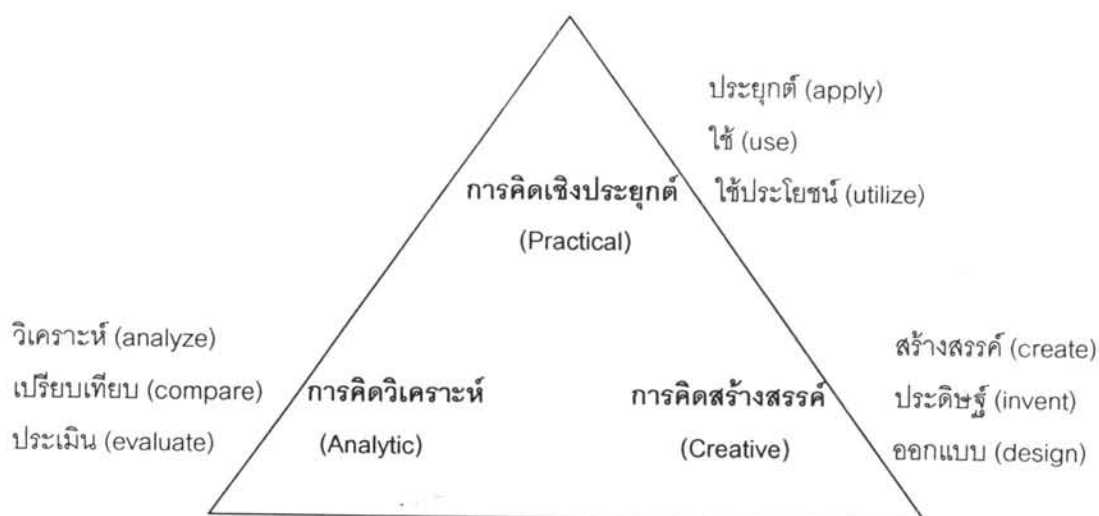 ประยุกต์ (apply)
ใช้ (use)
ใช้ประโยชน์ (utilize)
การคิดเชิงประยุกต์
(Practical)
วิเคราะห์ (analyze)
เปรียบเทียบ (compare)
ประเมิน (evaluate)
การคิดวิเคราะห์
(Analytic)
การคิดสร้างสรรค์
(Creative)
สร้างสรรค์ (create)
ประดิษฐ์ (invent)
ออกแบบ (design)